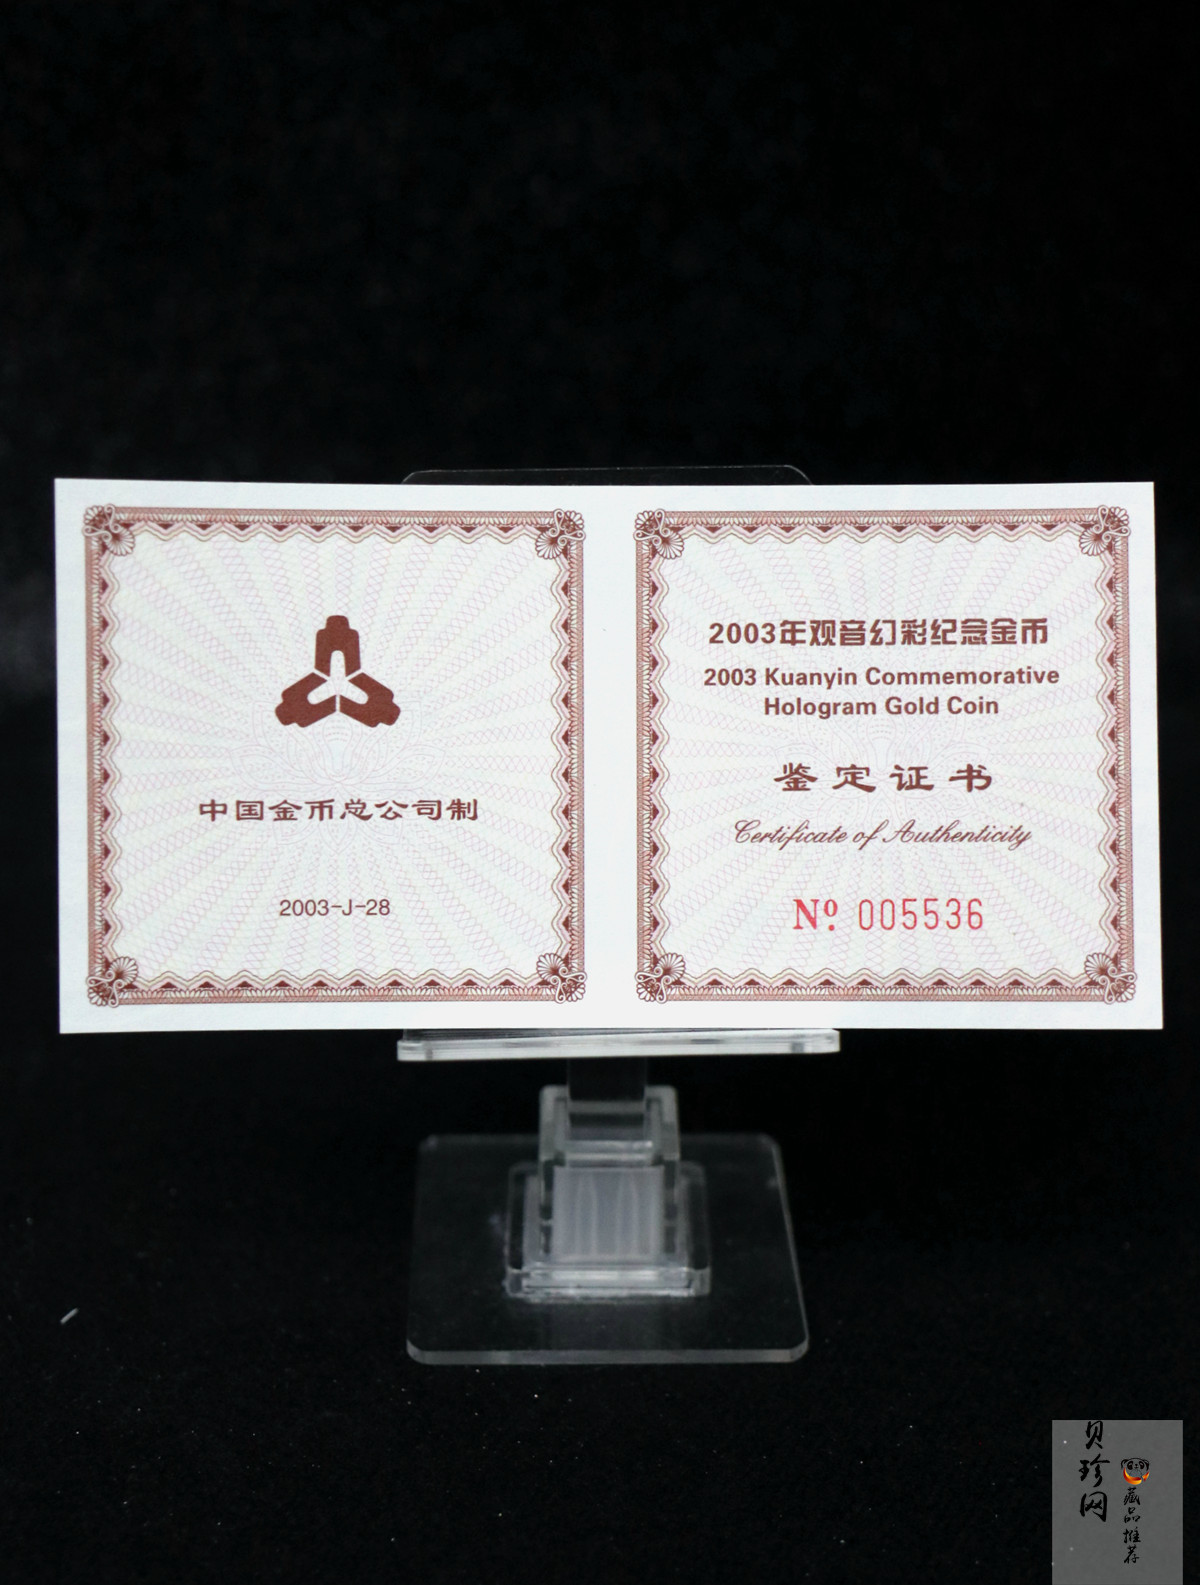 中国金币总公司制
2003-J-28
2003年观音幻彩纪念金币
2003 Kuanyin Commemorative
Hologram Gold Coin
鉴定证书
Certificate of Authenticity
Nº. 005536
贝珍网
藏品推荐